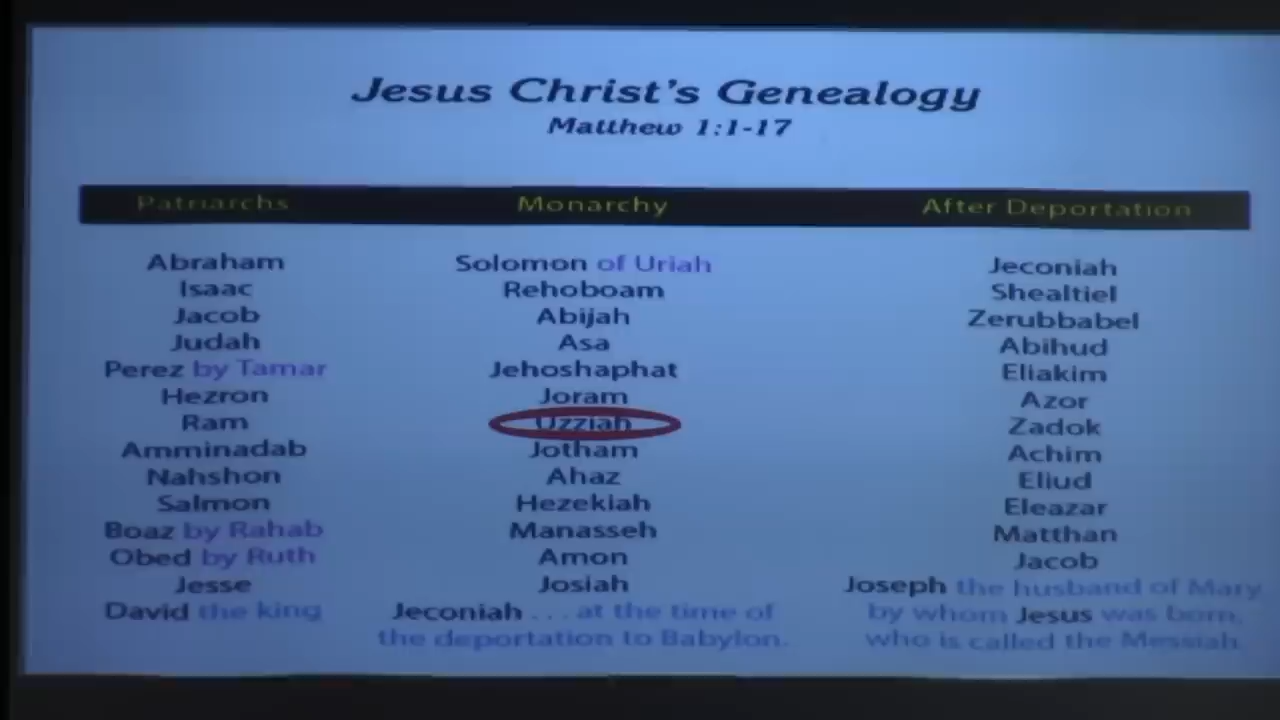 Jesus Christ's Genealogy
Matthew 1:1-17
Patriarchs
Abraham
Isaac
Jacob
Judah
Perez by Tamar
Hezron
Ram
Amminadab
Nahshon
Salmon
Boaz by Rahab
Obed by Ruth
Jesse
David the king
Monarchy
Solomon of Uriah
Rehoboam
Abijah
Asa
Jehoshaphat
Joram
Uzziah
Jotham
Ahaz
Hezekiah
Manasseh
Amon
Josiah
Jeconiah . . . at the time of
the deportation to Babylon.
After Deportation
Jeconiah
Shealtiel
Zerubbabel
Abihud
Eliakim
Azor
Zadok
Achim
Eliud
Eleazar
Matthan
Jacob
Joseph the husband of Mary
by whom Jesus was born,
who is called the Messiah.